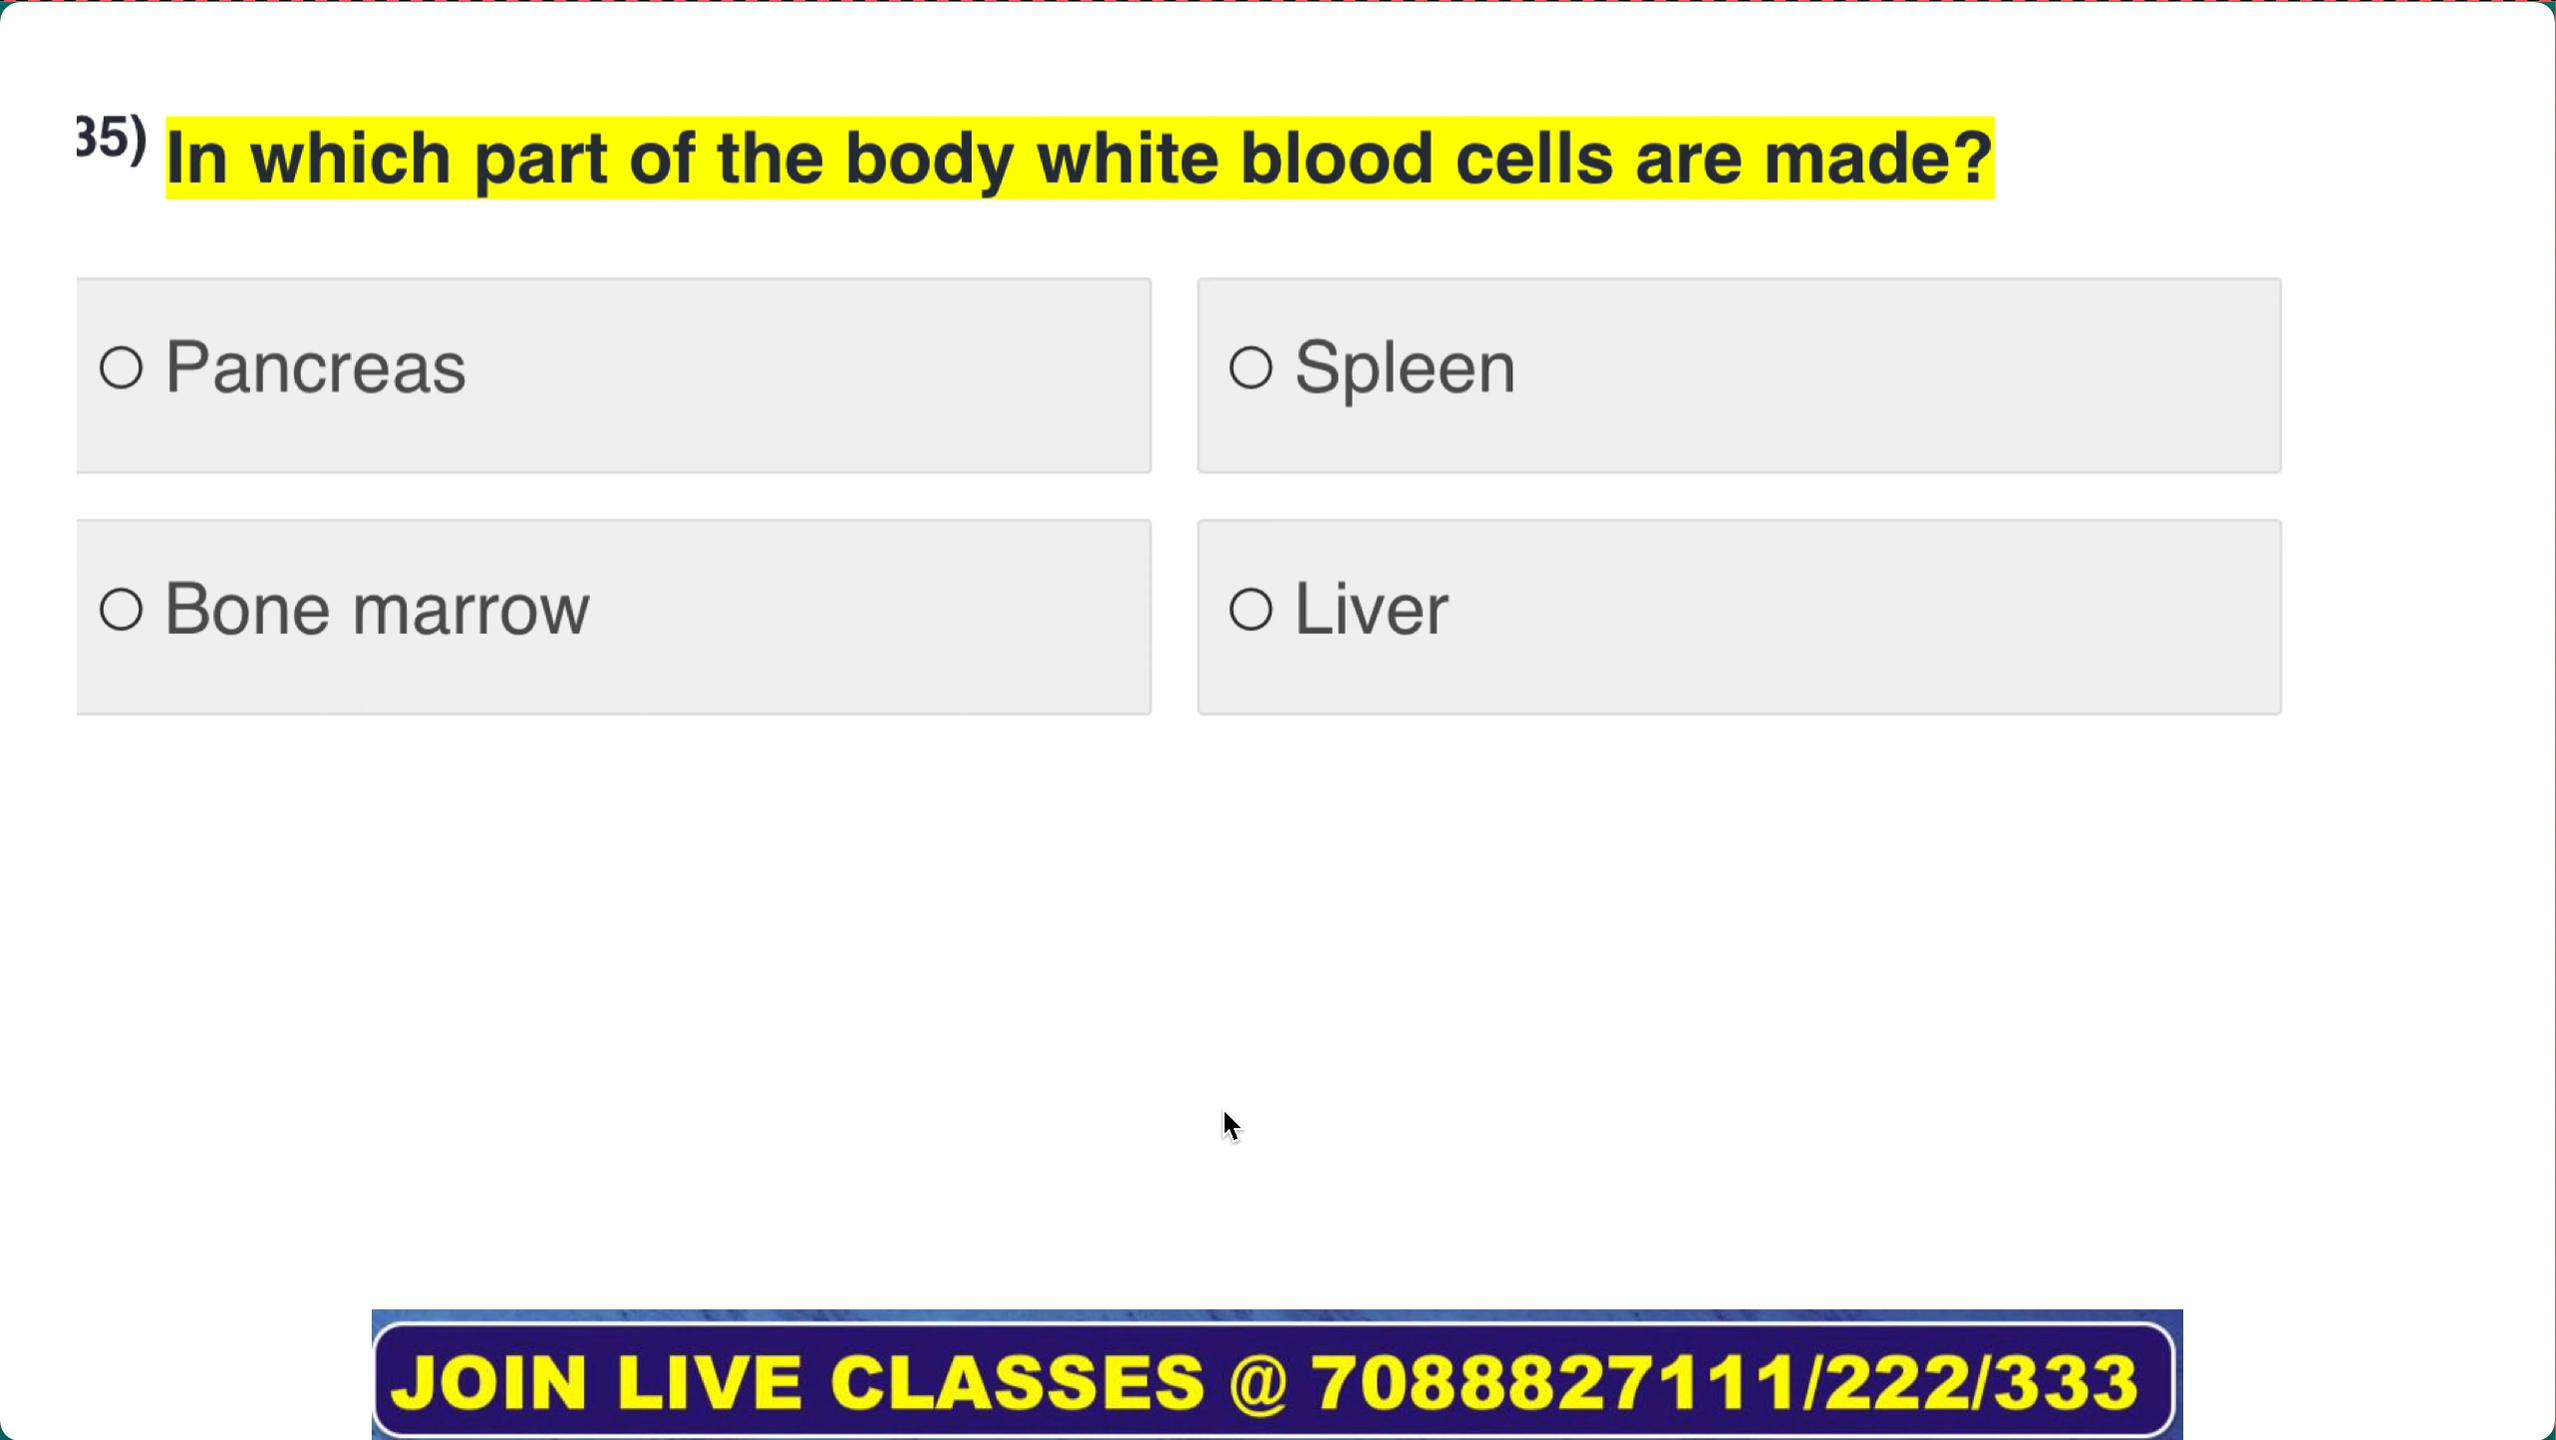 35) In which part of the body white blood cells are made?
Pancreas
Spleen
Bone marrow
Liver
JOIN LIVE CLASSES @ 7088827111/222/333